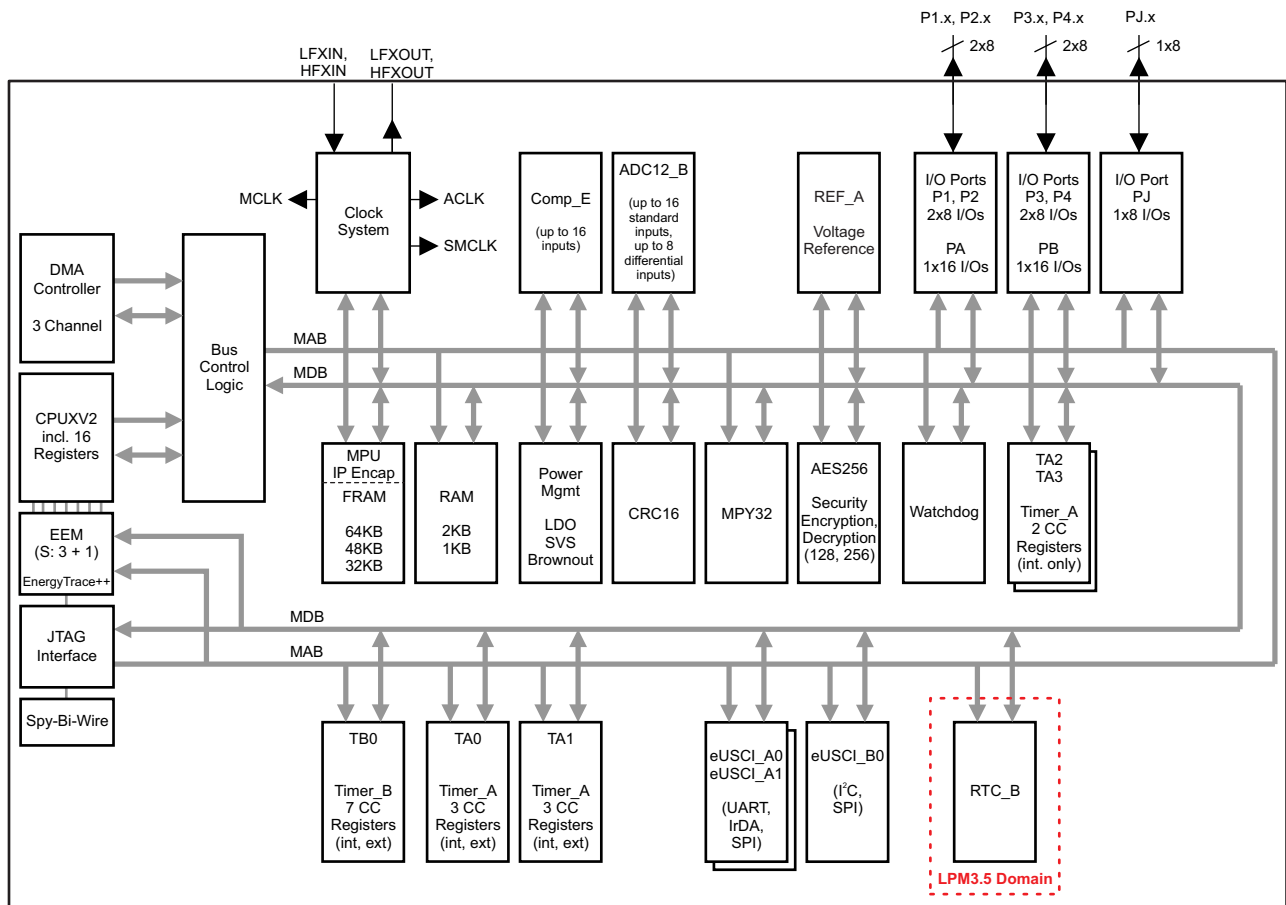 P1.x, P2.x
P3.x, P4.x
PJ.x
2x8
2x8
1x8
LFXIN,
HFXIN
LFXOUT,
HFXOUT
MCLK
Clock
System
ACLK
SMCLK
Comp_E
(up to 16
inputs)
ADC12_B
(up to 16
standard
inputs,
up to 8
differential
inputs)
REF_A
Voltage
Reference
I/O Ports
P1, P2
2x8 I/Os
PA
1x16 I/Os
I/O Ports
P3, P4
2x8 I/Os
PB
1x16 I/Os
I/O Port
PJ
1x8 I/Os
DMA
Controller
3 Channel
Bus
Control
Logic
MAB
MDB
CPUXV2
incl. 16
Registers
MPU
IP Encap
FRAM
64KB
48KB
32KB
RAM
2KB
1KB
Power
Mgmt
LDO
SVS
Brownout
CRC16
MPY32
AES256
Security
Encryption,
Decryption
(128, 256)
Watchdog
TA2
TA3
Timer_A
2 CC
Registers
(int. only)
EEM
(S: 3 + 1)
EnergyTrace++
MDB
JTAG
Interface
MAB
Spy-Bi-Wire
TB0
Timer_B
7 CC
Registers
(int, ext)
TA0
Timer_A
3 CC
Registers
(int, ext)
TA1
Timer_A
3 CC
Registers
(int, ext)
eUSCI_A0
eUSCI_A1
(UART,
IrDA,
SPI)
eUSCI_B0
(I²C,
SPI)
RTC_B
LPM3.5 Domain